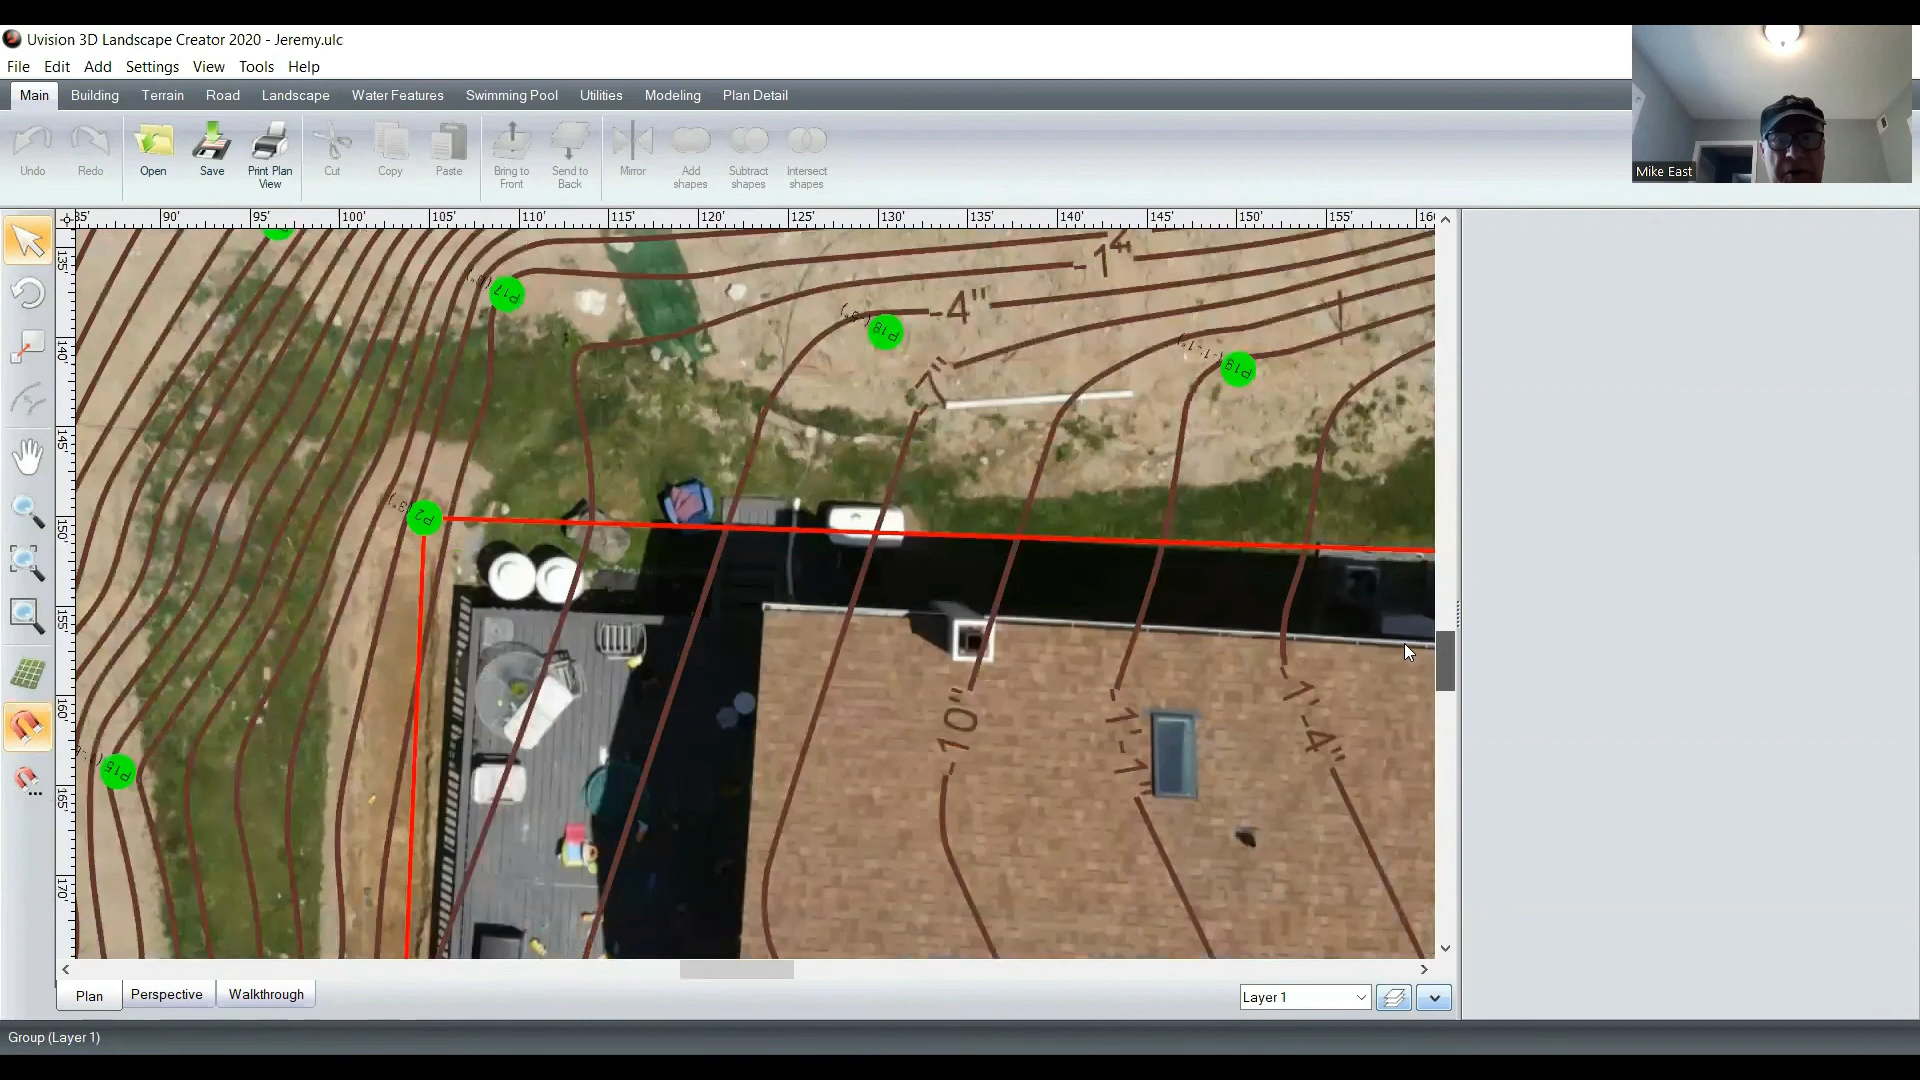 Uvision 3D Landscape Creator 2020 - Jeremy.ulc
File Edit Add Settings View Tools Help
Main Building Terrain Road Landscape Water Features Swimming Pool Utilities Modeling Plan Detail
Undo Redo Open Save Print Plan View Cut Copy Paste Bring to Front Send to Back Mirror Add shapes Subtract shapes Intersect shapes
Mike East
85' 90' 95' 100' 105' 110' 115' 120' 125' 130' 135' 140' 145' 150' 155' 160'
135'
140'
145'
150'
155'
160'
165'
170'
-1"
P17
-4"
P18
-7"
P19
P2
-10"
-1'-1"
-1'-4"
P15
Plan Perspective Walkthrough
Layer 1
Group (Layer 1)